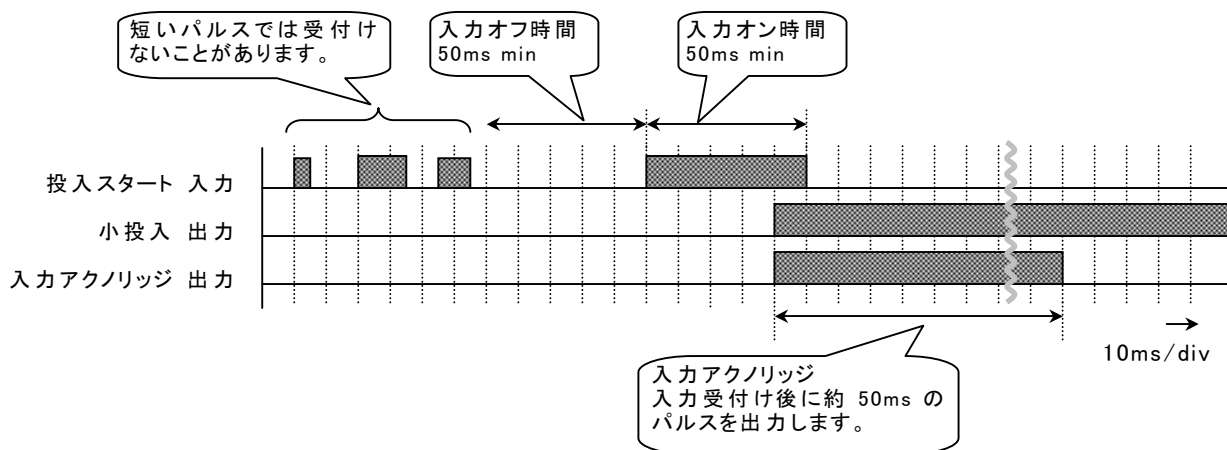 短いパルスでは受付け
ないことがあります。
入力オフ時間
50ms min
入力オン時間
50ms min
投入スタート 入力
小投入 出力
入力アクノリッジ 出力
10ms/div
入力アクノリッジ
入力受付け後に約 50ms の
パルスを出力します。